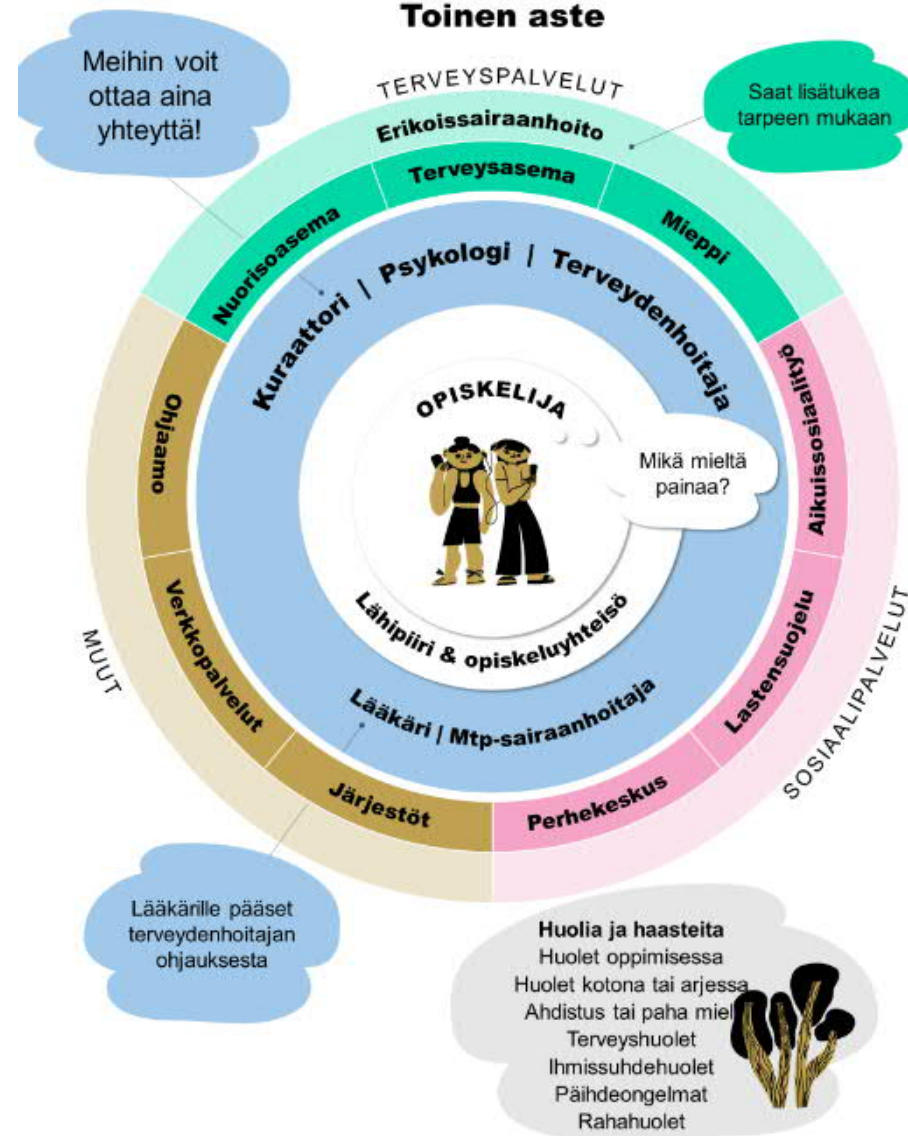 Toinen aste
Meihin voit
ottaa aina
yhteyttä!
Saat lisätukea
tarpeen mukaan
TERVEYSPALVELUT
Erikoissairaanhoito
Nuorisoasema
Terveysasema
Mieppi
Kuraattori | Psykologi | Terveydenhoitaja
OPISKELIJA
Mikä mieltä
painaa?
Lähipiiri & opiskeluyhteisö
Lääkäri | Mtp-sairaanhoitaja
Ohjaamo
Verkkopalvelut
Järjestöt
MUUT
Aikuissosiaalityö
Lastensuojelu
Perhekeskus
SOSIAALIPALVELUT
Lääkärille pääset
terveydenhoitajan
ohjauksesta
Huolia ja haasteita
Huolet oppimisessa
Huolet kotona tai arjessa
Ahdistus tai paha miel
Terveyshuolet
Ihmissuhdehuolet
Päihdeongelmat
Rahahuolet